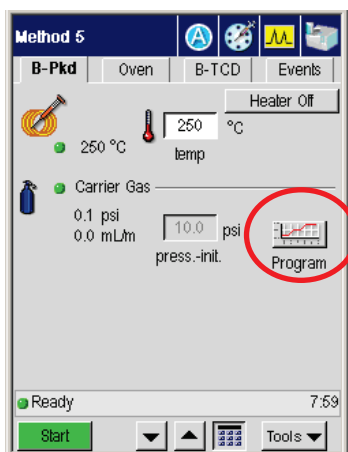 Method 5
B-Pkd Oven B-TCD Events
Heater Off
250 °C 250 °C
temp
Carrier Gas
0.1 psi 10.0 psi
0.0 mL/m
press.-init. Program
Ready 7:59
Start Tools